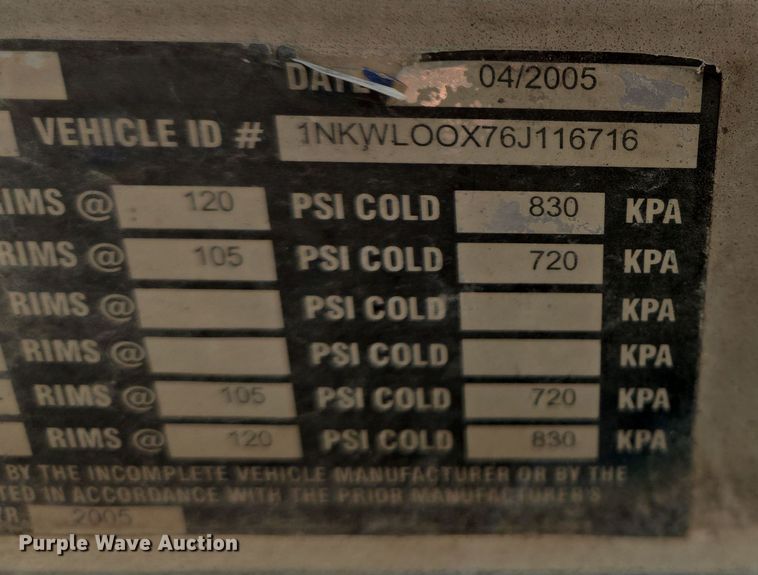 DATE 04/2005
VEHICLE ID # 1NKWLOOX76J116716
RIMS @ 120 PSI COLD 830 KPA
RIMS @ 105 PSI COLD 720 KPA
RIMS @ PSI COLD KPA
RIMS @ PSI COLD KPA
RIMS @ 105 PSI COLD 720 KPA
RIMS @ 120 PSI COLD 830 KPA
BY THE INCOMPLETE VEHICLE MANUFACTURER OR BY THE
TED IN ACCORDANCE WITH THE PRIOR MANUFACTURER'S
2005
Purple Wave Auction